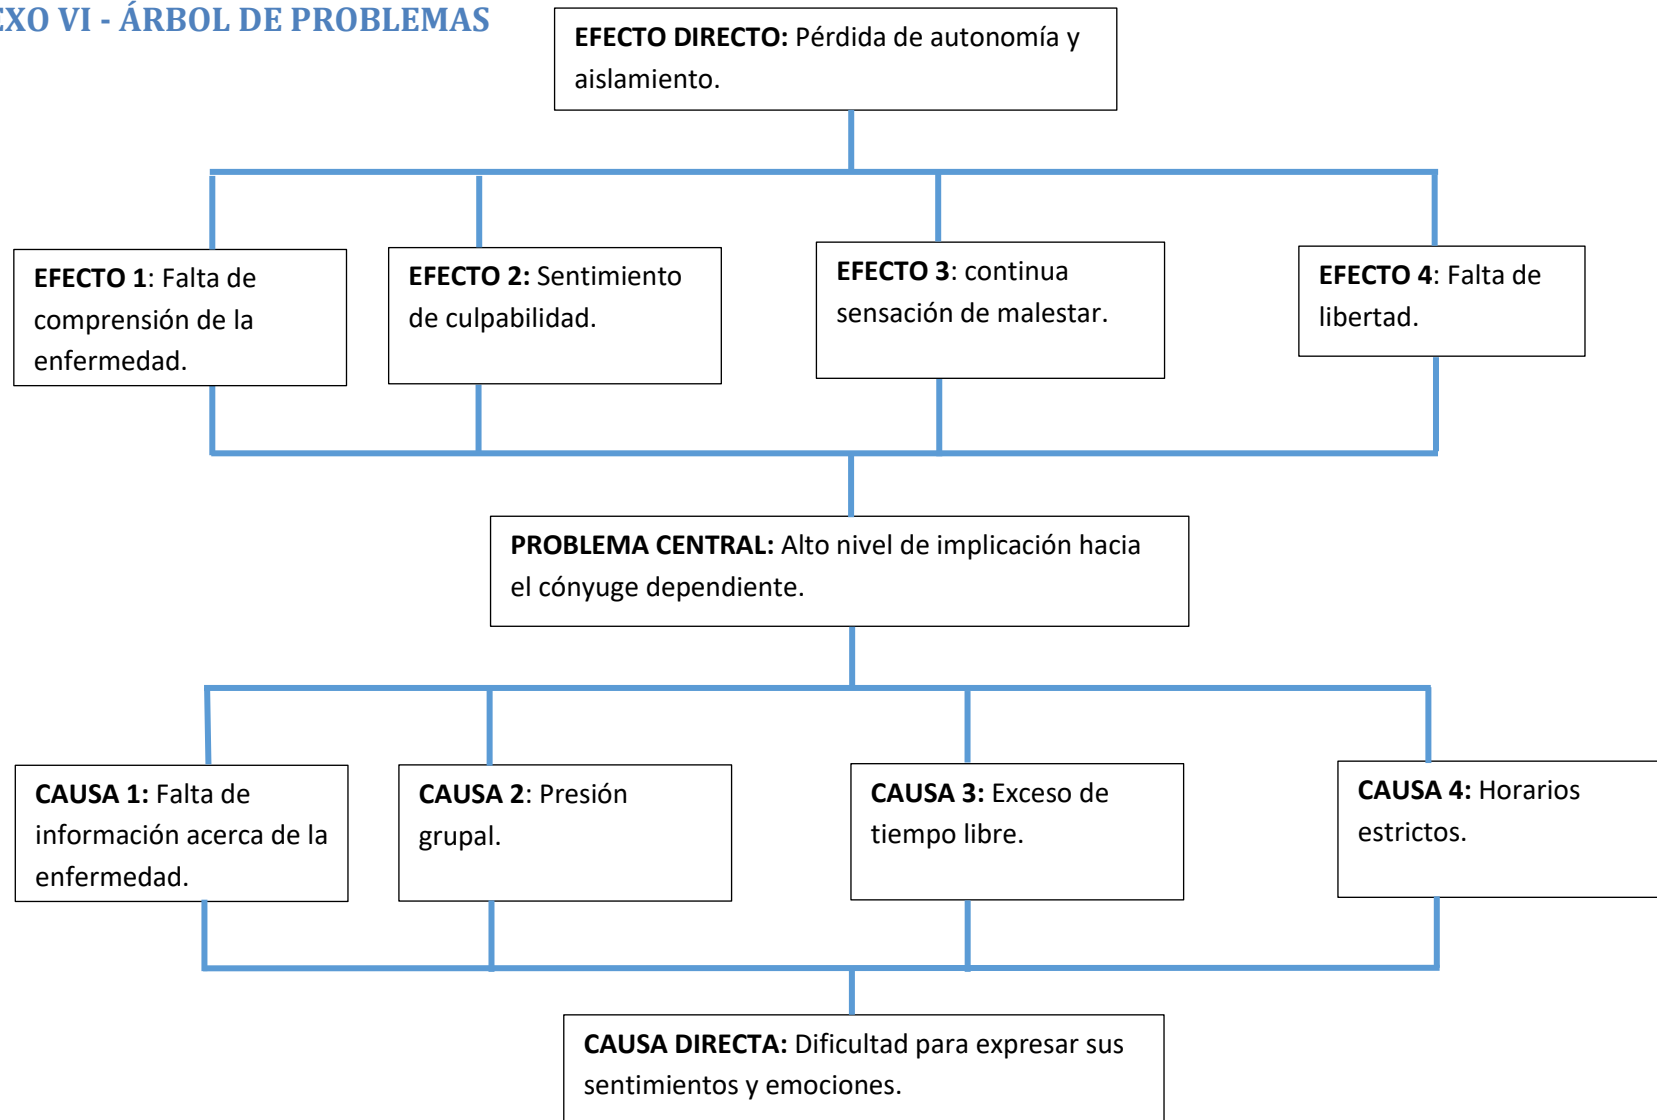 EXO VI - ÁRBOL DE PROBLEMAS
EFECTO DIRECTO: Pérdida de autonomía y
aislamiento.
EFECTO 1: Falta de
comprensión de la
enfermedad.
EFECTO 2: Sentimiento
de culpabilidad.
EFECTO 3: continua
sensación de malestar.
EFECTO 4: Falta de
libertad.
PROBLEMA CENTRAL: Alto nivel de implicación hacia
el cónyuge dependiente.
CAUSA 1: Falta de
información acerca de la
enfermedad.
CAUSA 2: Presión
grupal.
CAUSA 3: Exceso de
tiempo libre.
CAUSA 4: Horarios
estrictos.
CAUSA DIRECTA: Dificultad para expresar sus
sentimientos y emociones.